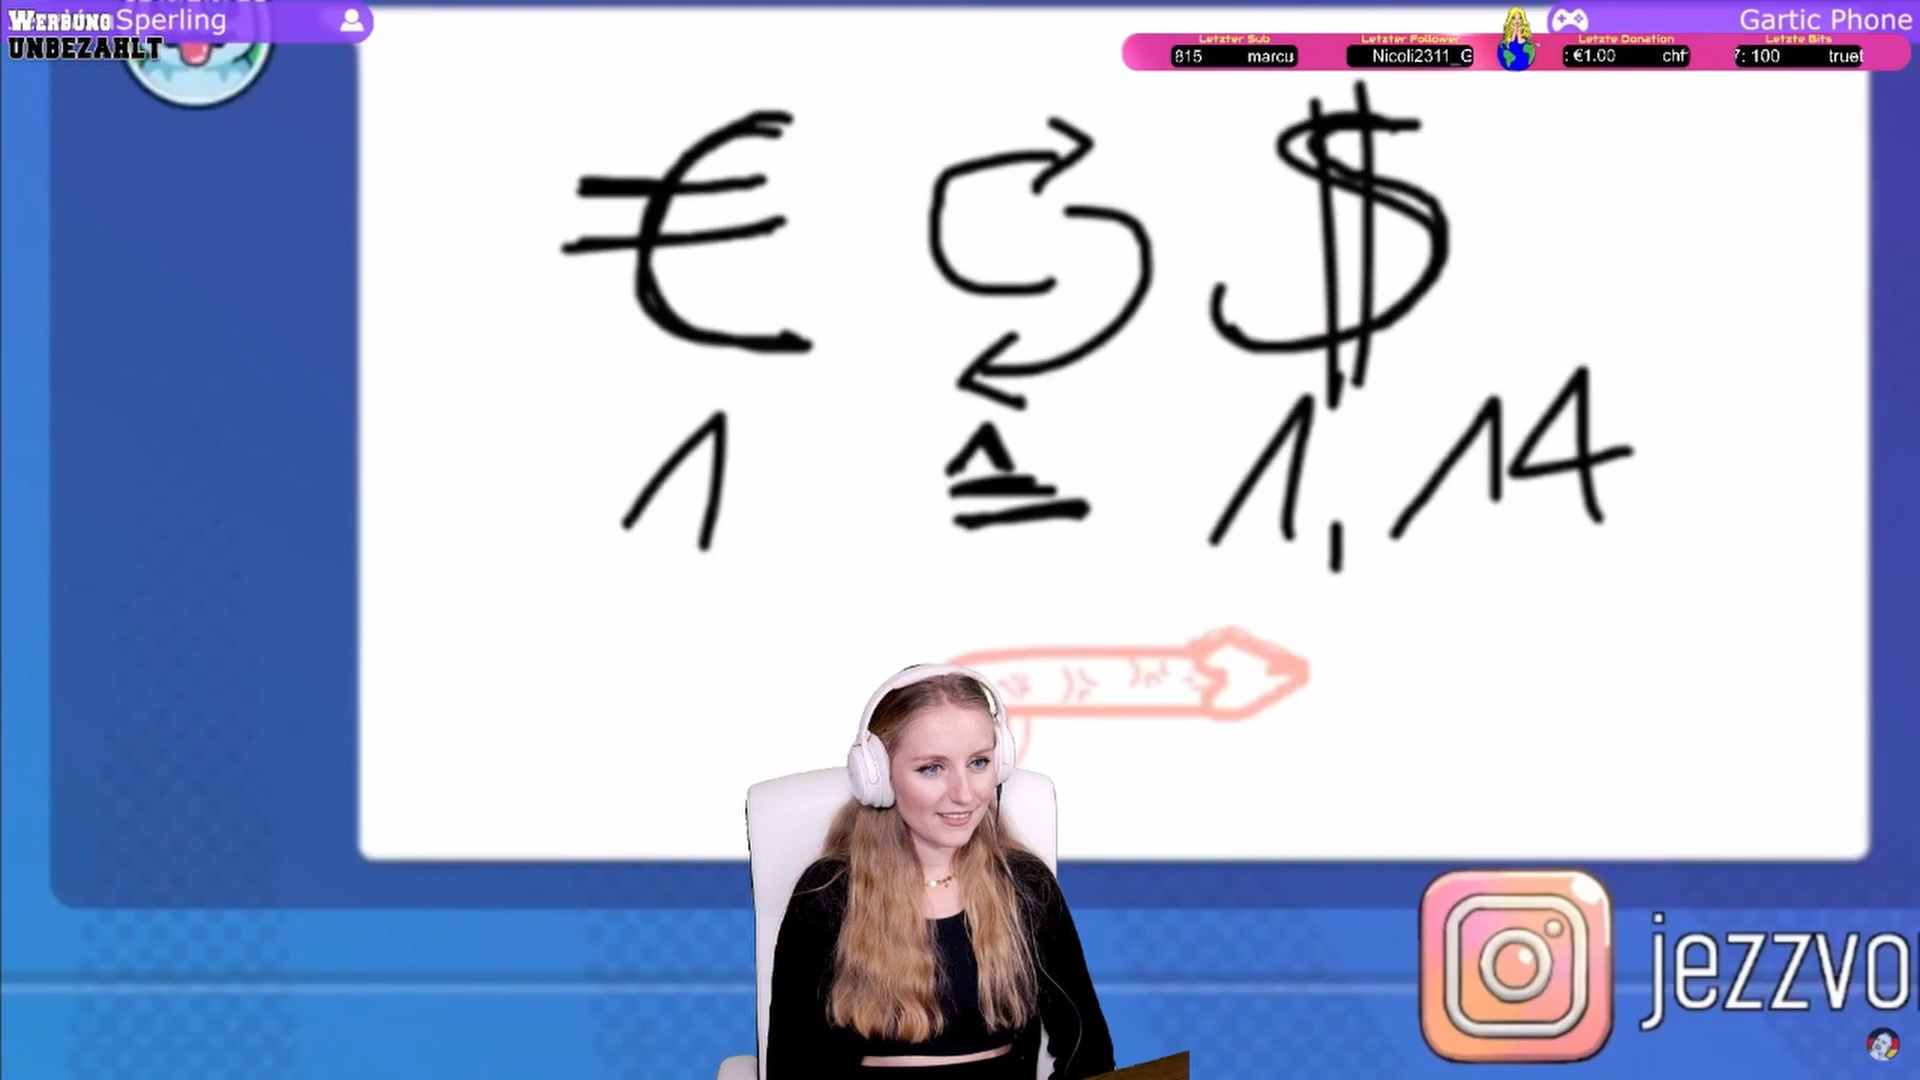 WERBUNG
Sperling
UNBEZAHLT
Gartic Phone
Letzter Sub
Letzter Follower
Letzte Donation
Letzte Bits
815 marcu
Nicoli2311_G
: €1.00 chf
7: 100 truet
€ $
1 ≙ 1,14
jezzvo